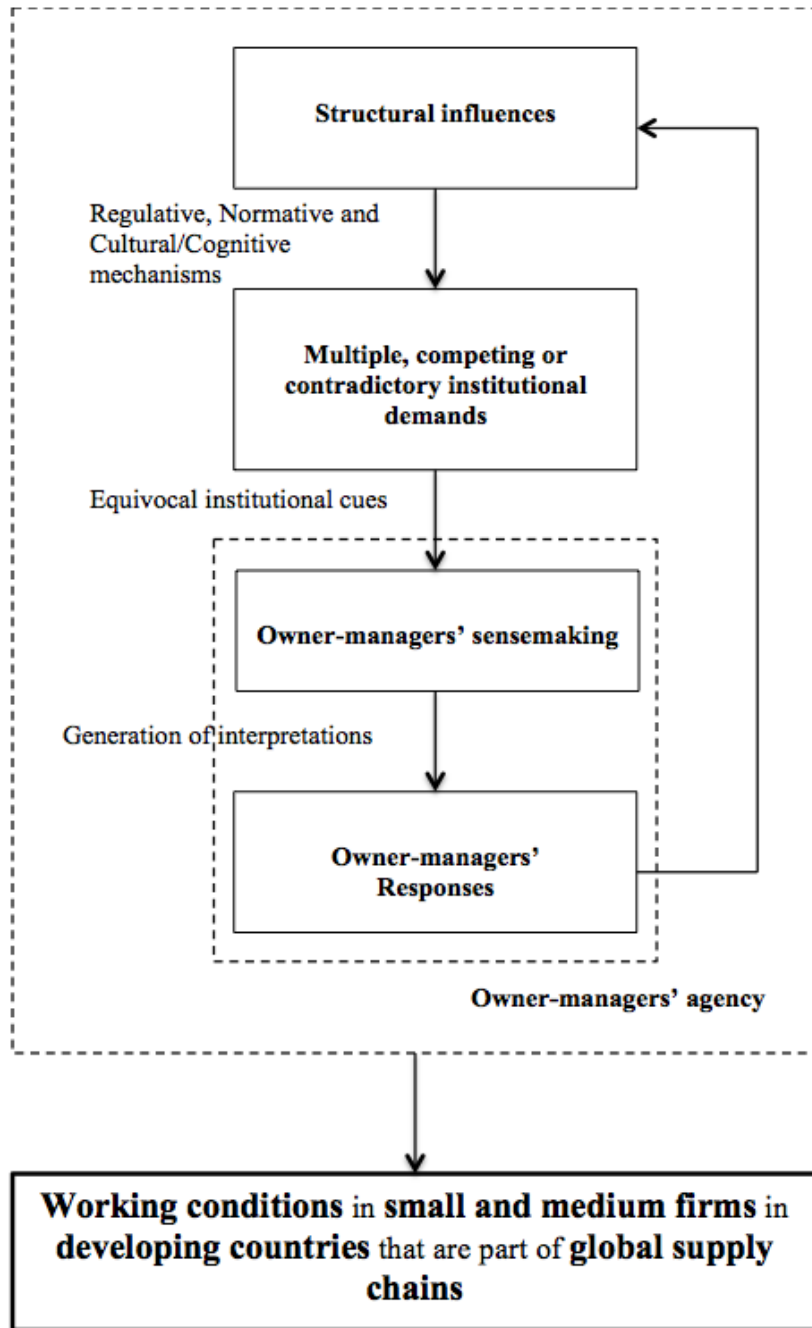 Structural influences
Regulative, Normative and
Cultural/Cognitive
mechanisms
Multiple, competing or
contradictory institutional
demands
Equivocal institutional cues
Owner-managers’ sensemaking
Generation of interpretations
Owner-managers’
Responses
Owner-managers’ agency
Working conditions in small and medium firms in
developing countries that are part of global supply
chains